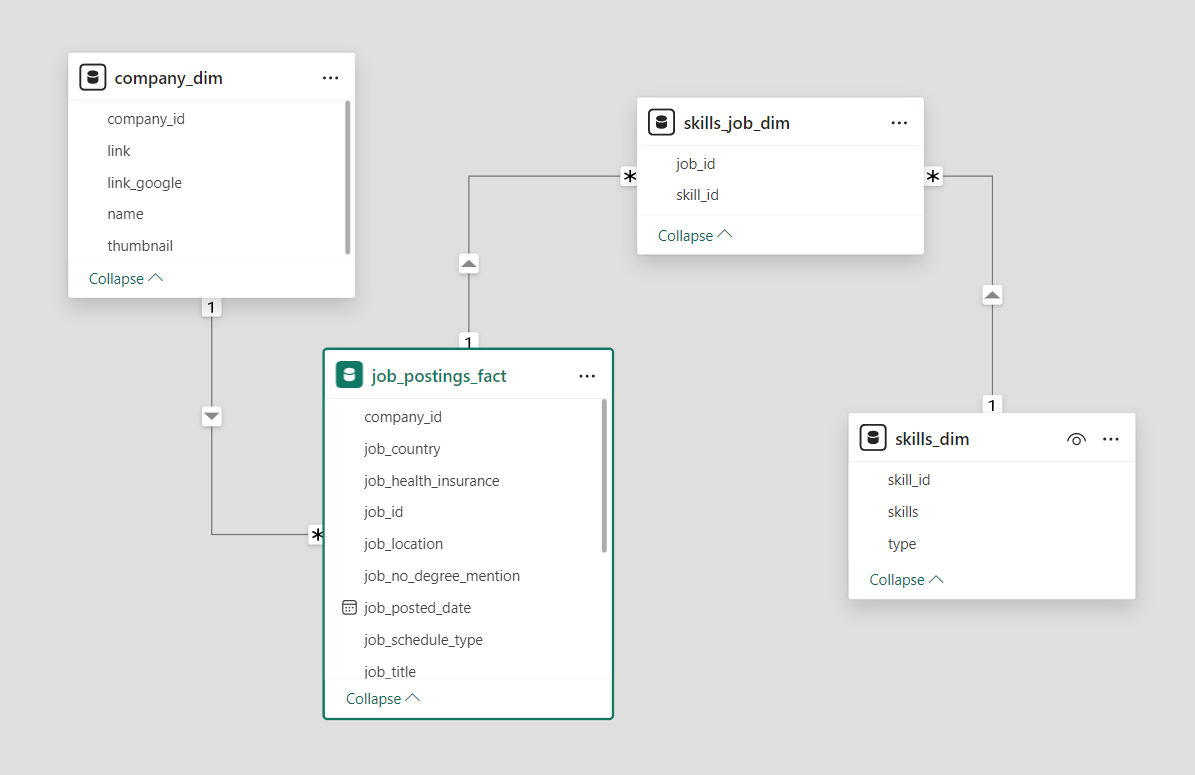 company_dim
company_id
link
link_google
name
thumbnail
Collapse
1
skills_job_dim
job_id
skill_id
Collapse
*
*
1
job_postings_fact
company_id
job_country
job_health_insurance
job_id
job_location
job_no_degree_mention
job_posted_date
job_schedule_type
job_title
Collapse
*
1
skills_dim
skill_id
skills
type
Collapse